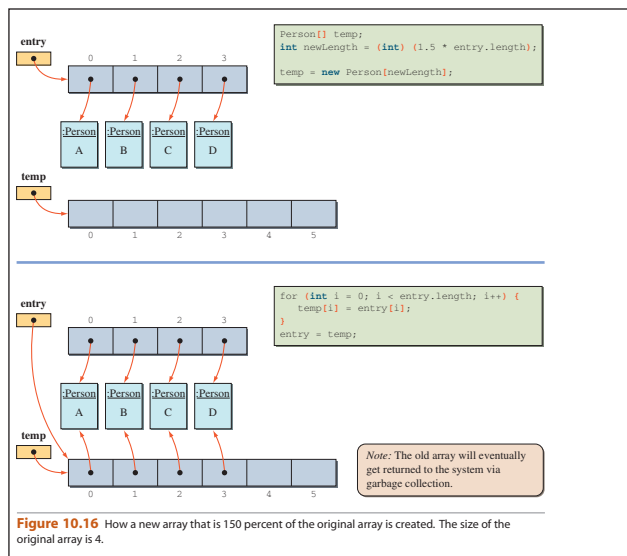 entry
0 1 2 3
Person[] temp;
int newLength = (int) (1.5 * entry.length);
temp = new Person[newLength];
:Person :Person :Person :Person
A B C D
temp
0 1 2 3 4 5
entry
0 1 2 3
for (int i = 0; i < entry.length; i++) {
temp[i] = entry[i];
}
entry = temp;
:Person :Person :Person :Person
A B C D
temp
0 1 2 3 4 5
Note: The old array will eventually
get returned to the system via
garbage collection.
Figure 10.16 How a new array that is 150 percent of the original array is created. The size of the
original array is 4.